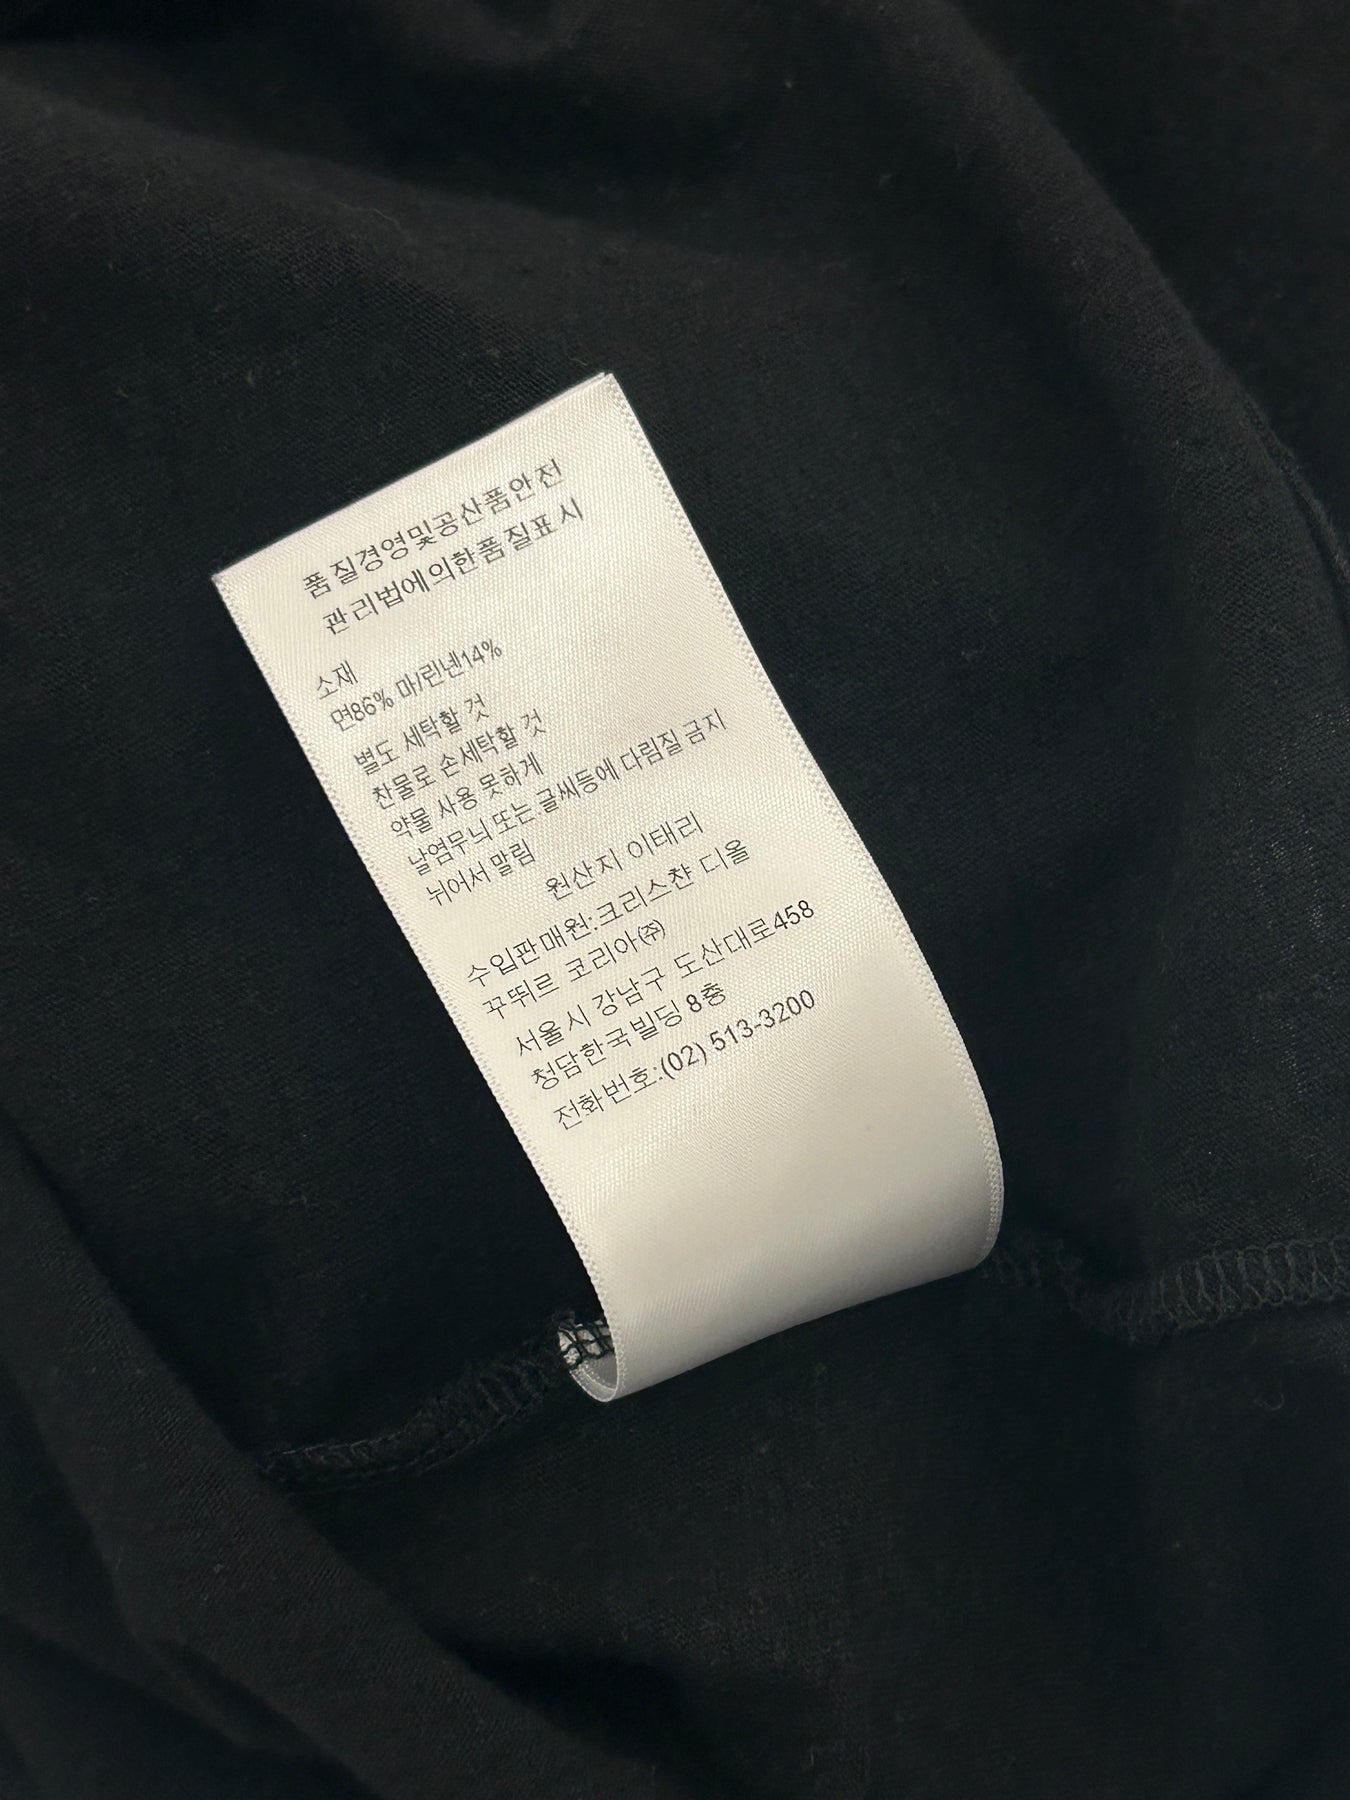 품질경영및공산품안전
관리법에의한품질표시
소재
면86% 마/린넨14%
별도 세탁할 것
찬물로 손세탁할 것
약물 사용 못하게
날염무늬 또는 글씨등에 다림질 금지
뉘어서 말림
원산지 이태리
수입판매원:크리스챤 디올
꾸뛰르 코리아㈜
서울시 강남구 도산대로458
청담한국빌딩 8층
전화번호:(02) 513-3200